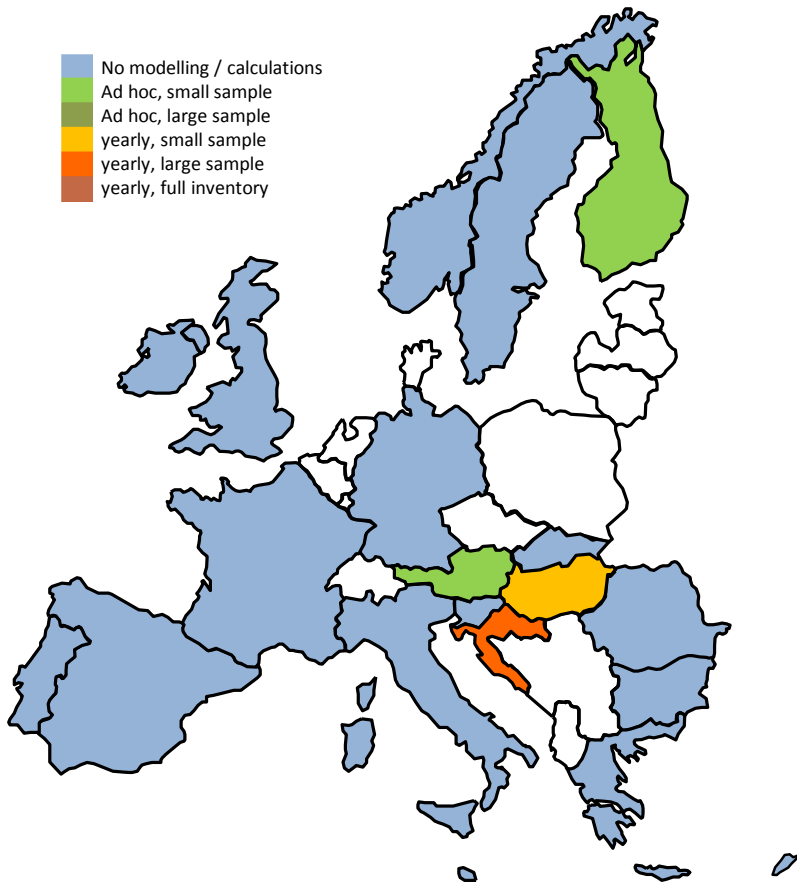 No modelling / calculations
Ad hoc, small sample
Ad hoc, large sample
yearly, small sample
yearly, large sample
yearly, full inventory